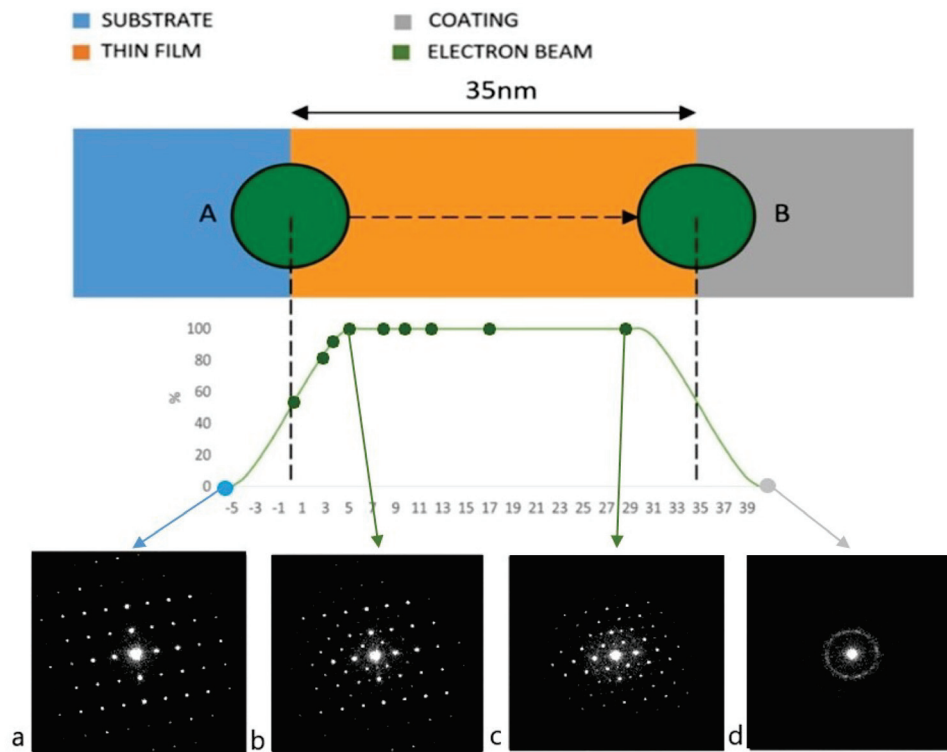 SUBSTRATE COATING
THIN FILM ELECTRON BEAM
35nm
A B
100
80
60
40
20
0
%
-5 -3 -1 1 3 5 7 9 11 13 15 17 19 21 23 25 27 29 31 33 35 37 39
a b c d